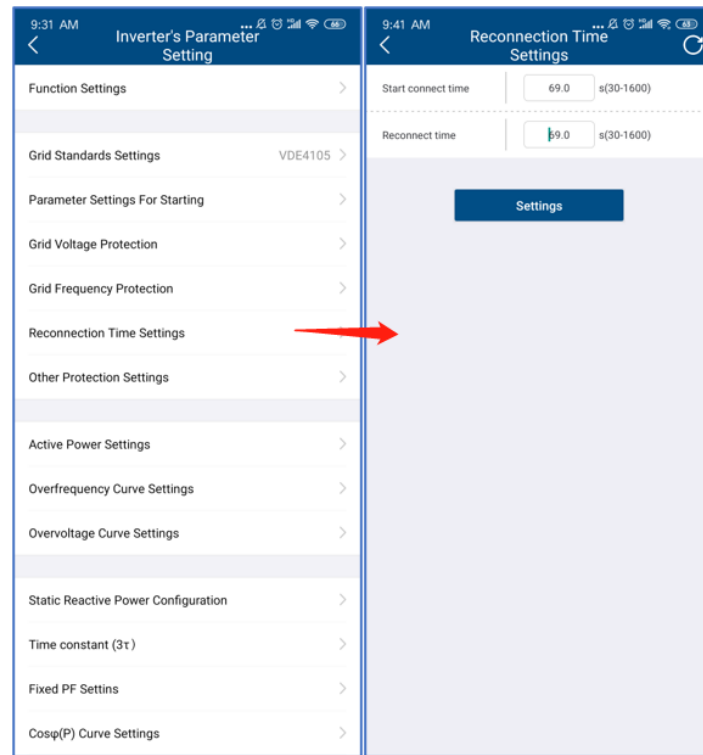 9:31 AM
66
Inverter's Parameter
Setting
Function Settings
Grid Standards Settings VDE4105
Parameter Settings For Starting
Grid Voltage Protection
Grid Frequency Protection
Reconnection Time Settings
Other Protection Settings
Active Power Settings
Overfrequency Curve Settings
Overvoltage Curve Settings
Static Reactive Power Configuration
Time constant (3τ)
Fixed PF Settins
Cosφ(P) Curve Settings
9:41 AM
63
Reconnection Time
Settings
Start connect time 69.0 s(30-1600)
Reconnect time 69.0 s(30-1600)
Settings